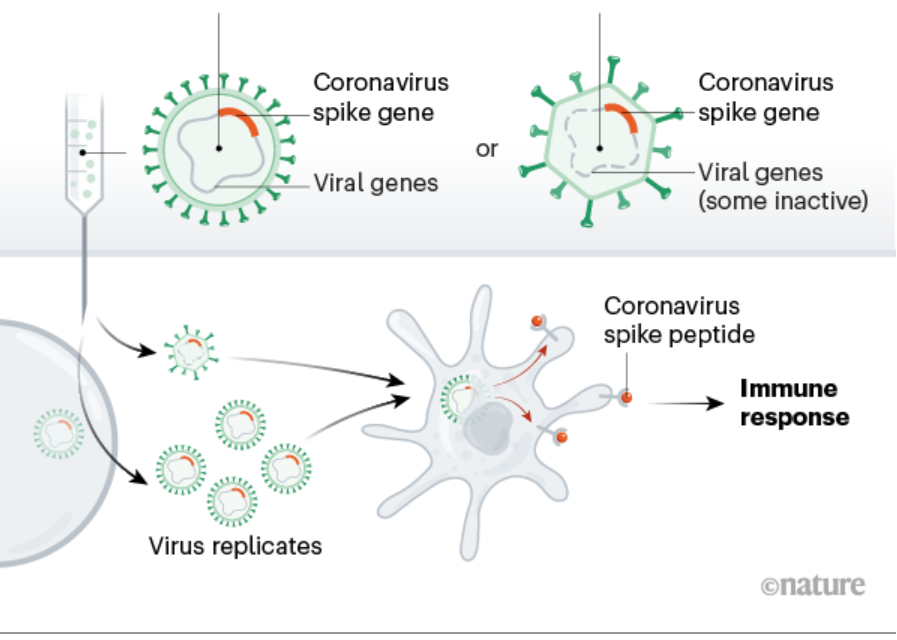 Coronavirus
spike gene
Viral genes
or
Coronavirus
spike gene
Viral genes
(some inactive)
Coronavirus
spike peptide
Immune
response
Virus replicates
©nature